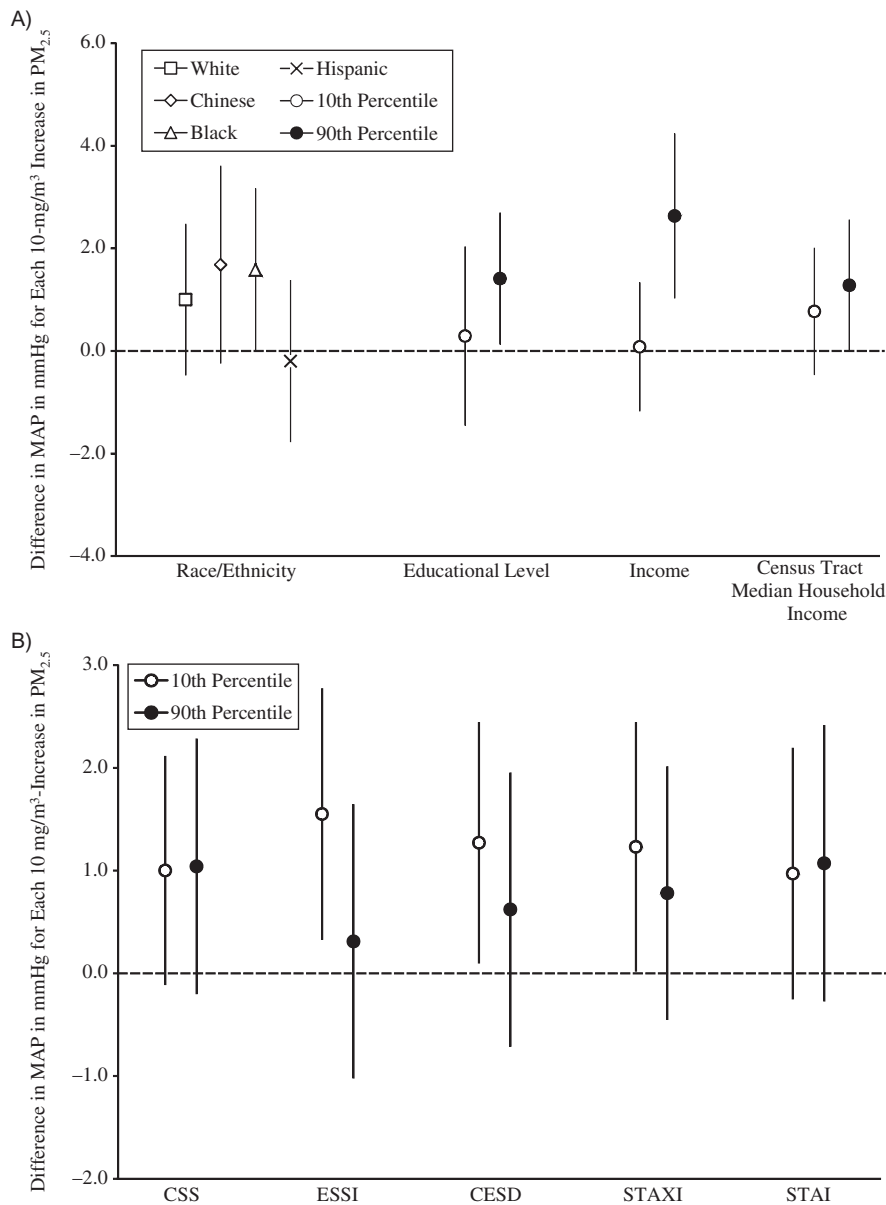 A)
Difference in MAP in mmHg for Each 10-mg/m³ Increase in PM₂.₅
6.0
4.0
2.0
0.0
−2.0
−4.0
White
Chinese
Black
Hispanic
10th Percentile
90th Percentile
Race/Ethnicity
Educational Level
Income
Census Tract
Median Household
Income
B)
Difference in MAP in mmHg for Each 10 mg/m³-Increase in PM₂.₅
3.0
2.0
1.0
0.0
−1.0
−2.0
10th Percentile
90th Percentile
CSS
ESSI
CESD
STAXI
STAI